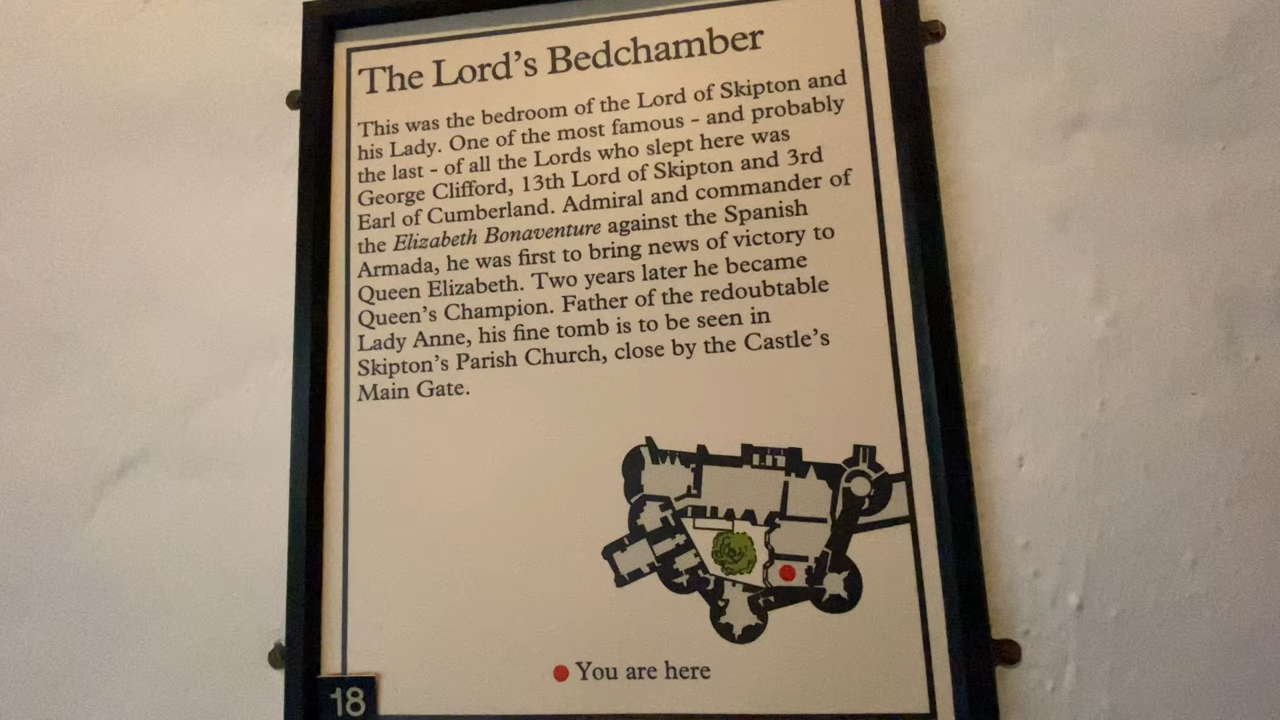 The Lord's Bedchamber
This was the bedroom of the Lord of Skipton and
his Lady. One of the most famous - and probably
the last - of all the Lords who slept here was
George Clifford, 13th Lord of Skipton and 3rd
Earl of Cumberland. Admiral and commander of
the Elizabeth Bonaventure against the Spanish
Armada, he was first to bring news of victory to
Queen Elizabeth. Two years later he became
Queen's Champion. Father of the redoubtable
Lady Anne, his fine tomb is to be seen in
Skipton's Parish Church, close by the Castle's
Main Gate.
You are here
18